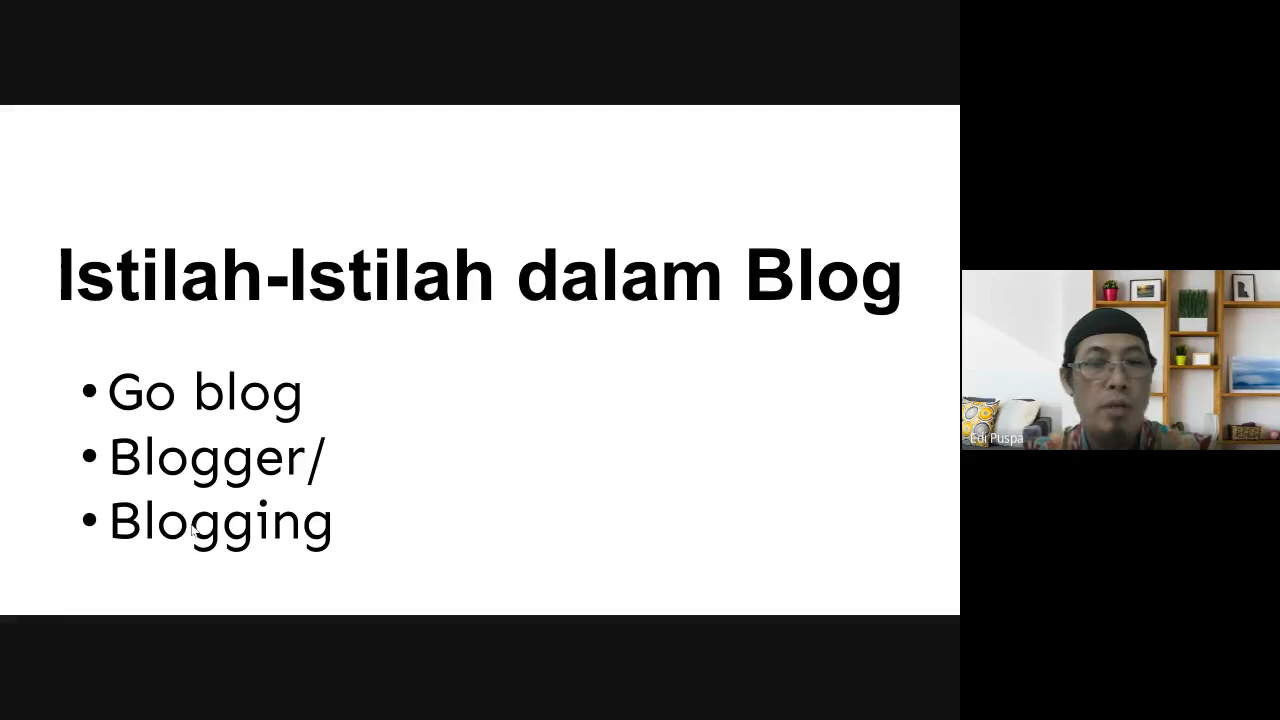 Istilah-Istilah dalam Blog
• Go blog
• Blogger/
• Blogging
Edi Puspa